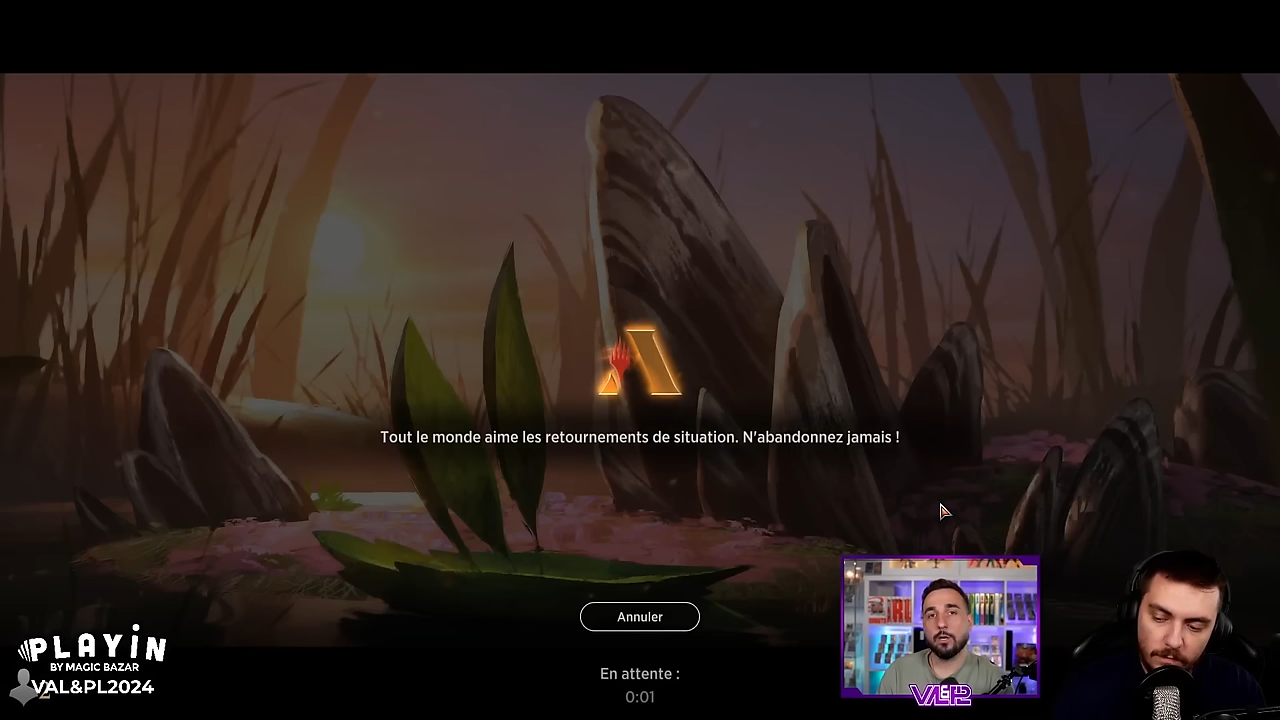 Tout le monde aime les retournements de situation. N'abandonnez jamais !
Annuler
En attente :
0:01
PLAYIN
BY MAGIC BAZAR
VAL&PL2024